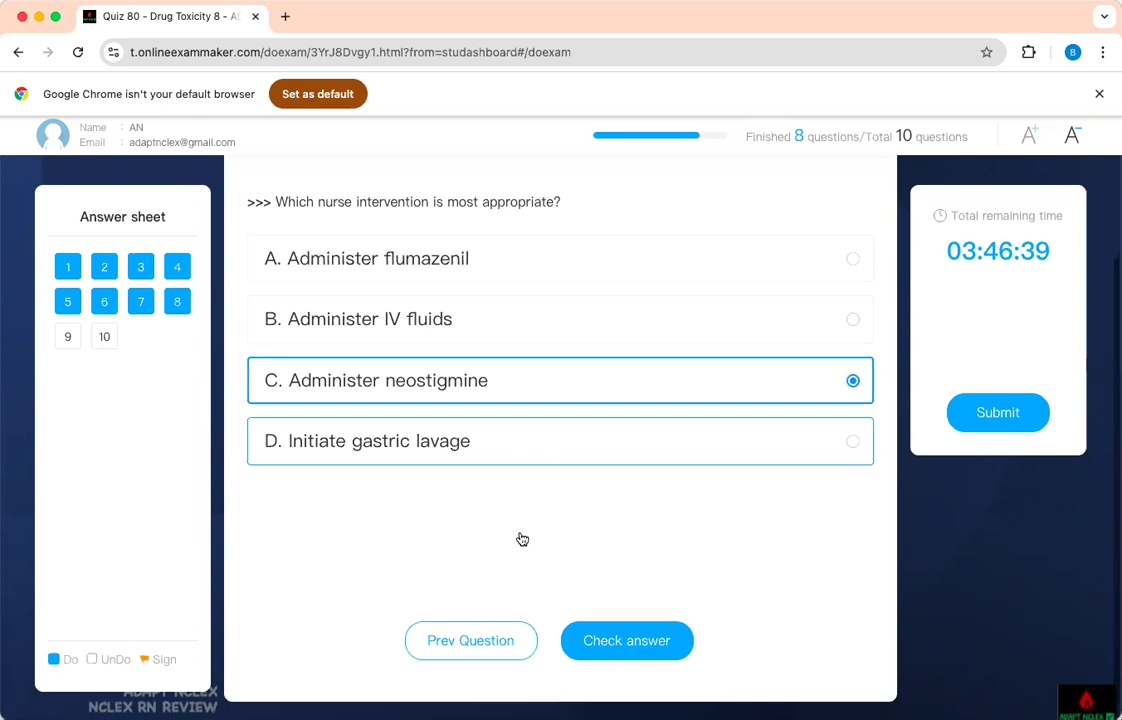 Quiz 80 - Drug Toxicity 8 - AD
t.onlineexammaker.com/doexam/3YrJ8Dvgy1.html?from=studashboard#/doexam
B
Google Chrome isn't your default browser
Set as default
Name : AN
Email : adaptnclex@gmail.com
Finished 8 questions/Total 10 questions
A+
A-
Answer sheet
1 2 3 4
5 6 7 8
9 10
Do UnDo Sign
>>> Which nurse intervention is most appropriate?
A. Administer flumazenil
B. Administer IV fluids
C. Administer neostigmine
D. Initiate gastric lavage
Prev Question
Check answer
Total remaining time
03:46:39
Submit
ADAPT NCLEX
NCLEX RN REVIEW
ADAPT NCLEX